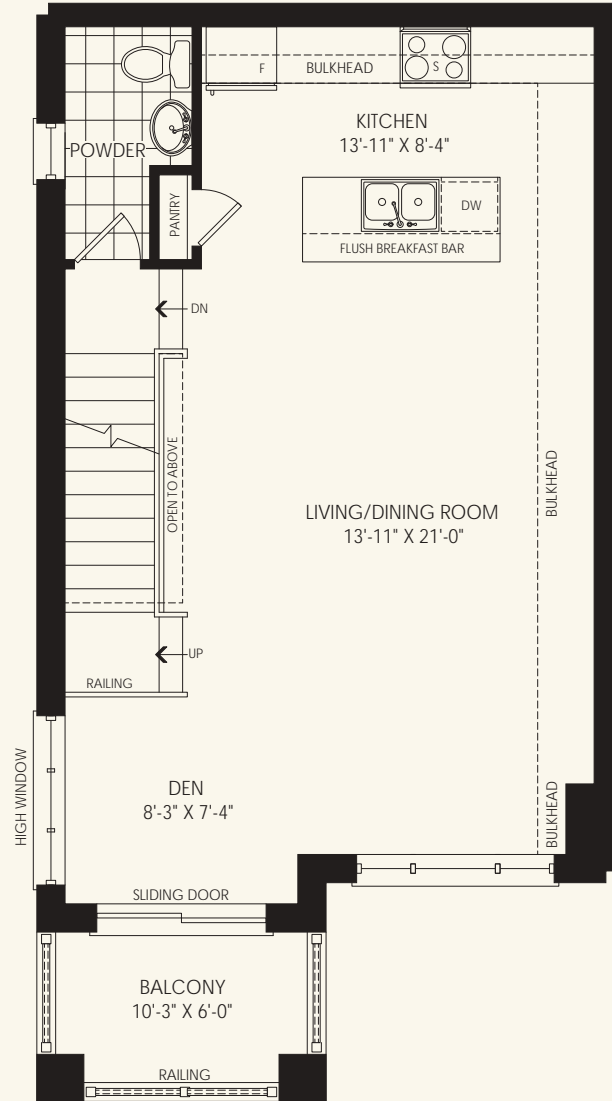 F
BULKHEAD
S
KITCHEN
13'-11" X 8'-4"
POWDER
PANTRY
DW
FLUSH BREAKFAST BAR
DN
OPEN TO ABOVE
BULKHEAD
LIVING/DINING ROOM
13'-11" X 21'-0"
UP
RAILING
HIGH WINDOW
DEN
8'-3" X 7'-4"
BULKHEAD
SLIDING DOOR
BALCONY
10'-3" X 6'-0"
RAILING